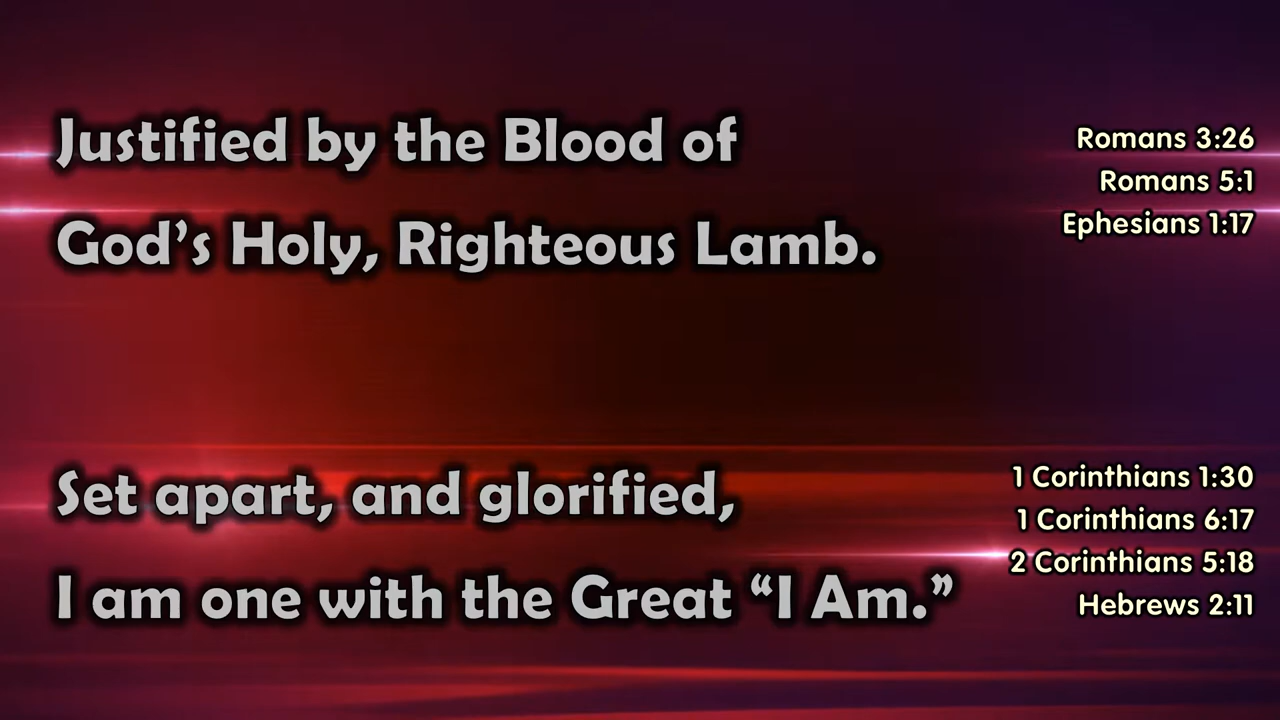 Justified by the Blood of
God’s Holy, Righteous Lamb.
Romans 3:26
Romans 5:1
Ephesians 1:17
Set apart, and glorified,
I am one with the Great “I Am.”
1 Corinthians 1:30
1 Corinthians 6:17
2 Corinthians 5:18
Hebrews 2:11